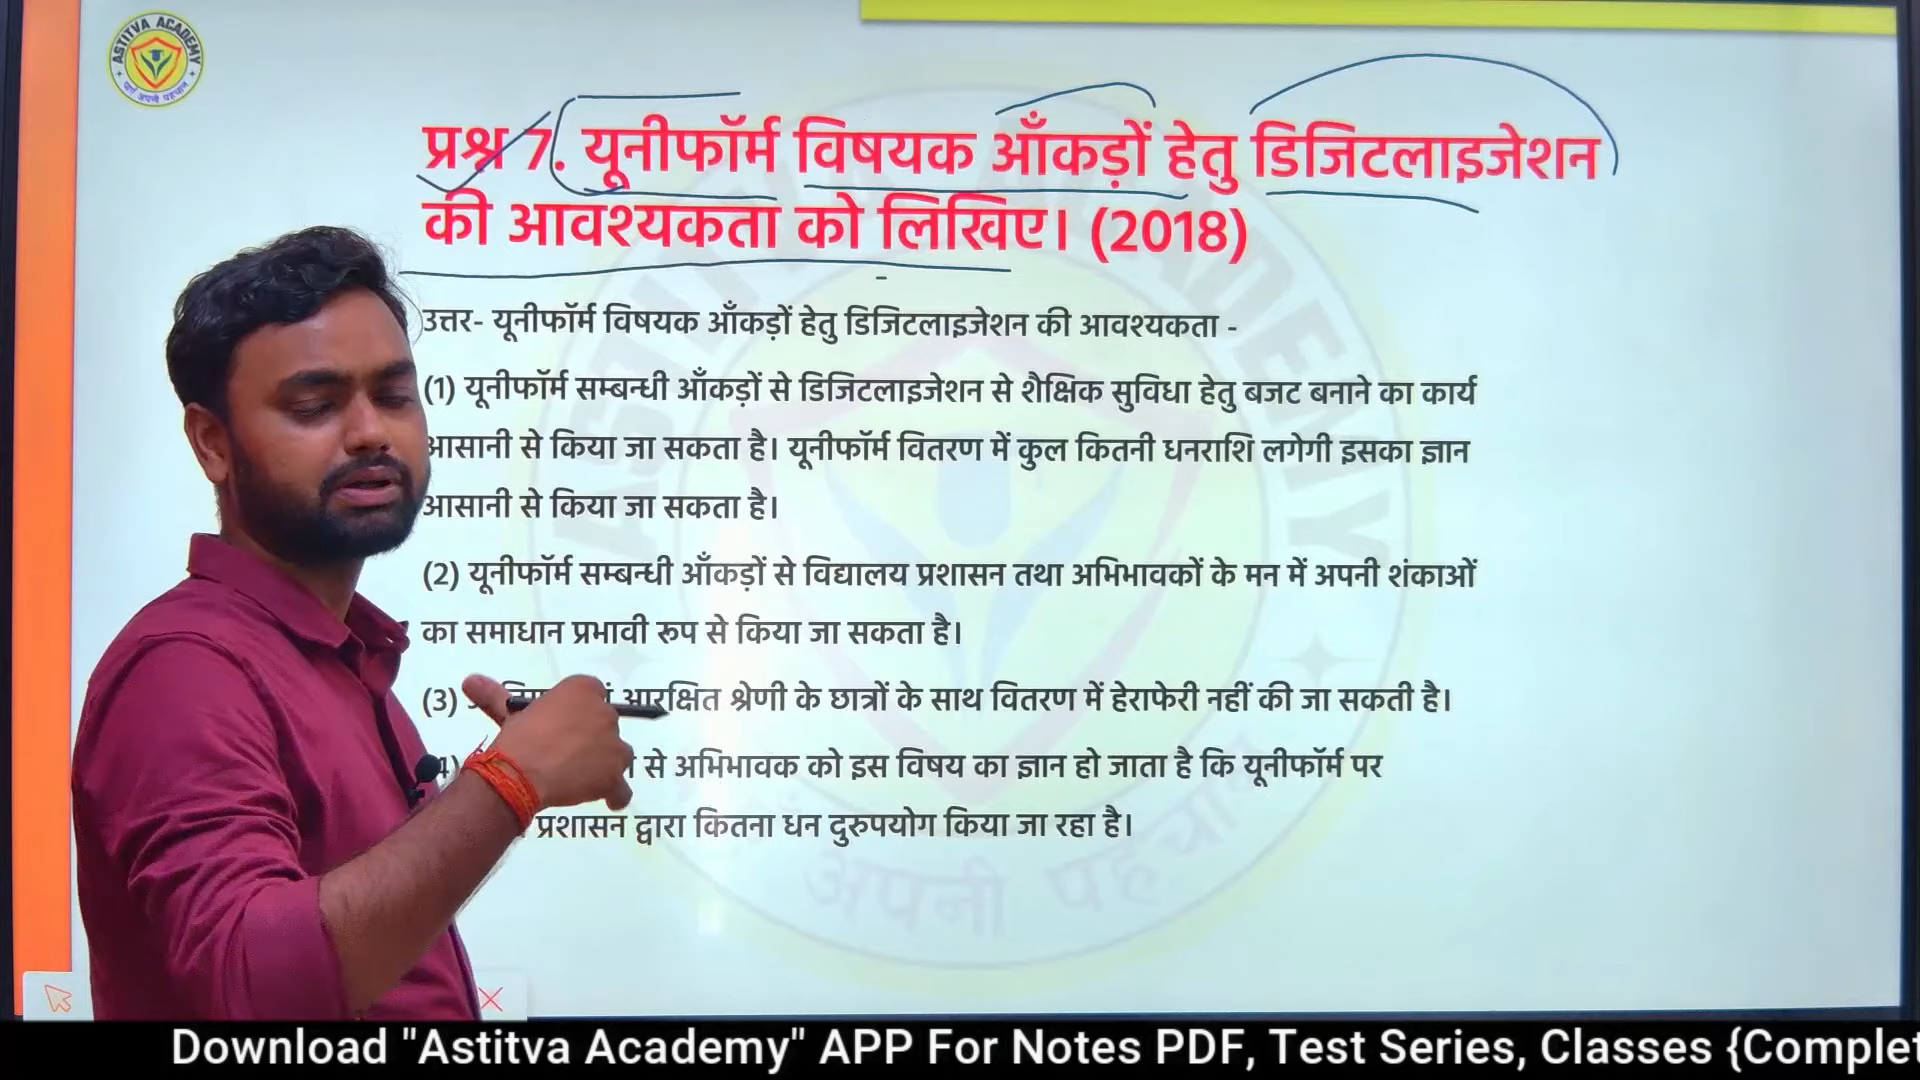 ASTITVA ACADEMY
प्रश्न 7. यूनीफॉर्म विषयक आँकड़ों हेतु डिजिटलाइजेशन
की आवश्यकता को लिखिए। (2018)
उत्तर- यूनीफॉर्म विषयक आँकड़ों हेतु डिजिटलाइजेशन की आवश्यकता -
(1) यूनीफॉर्म सम्बन्धी आँकड़ों से डिजिटलाइजेशन से शैक्षिक सुविधा हेतु बजट बनाने का कार्य
आसानी से किया जा सकता है। यूनीफॉर्म वितरण में कुल कितनी धनराशि लगेगी इसका ज्ञान
आसानी से किया जा सकता है।
(2) यूनीफॉर्म सम्बन्धी आँकड़ों से विद्यालय प्रशासन तथा अभिभावकों के मन में अपनी शंकाओं
का समाधान प्रभावी रूप से किया जा सकता है।
(3) आरक्षित श्रेणी के छात्रों के साथ वितरण में हेराफेरी नहीं की जा सकती है।
से अभिभावक को इस विषय का ज्ञान हो जाता है कि यूनीफॉर्म पर
प्रशासन द्वारा कितना धन दुरुपयोग किया जा रहा है।
ASTITVA ACADEMY
अपनी पहचान
Download "Astitva Academy" APP For Notes PDF, Test Series, Classes {Complet